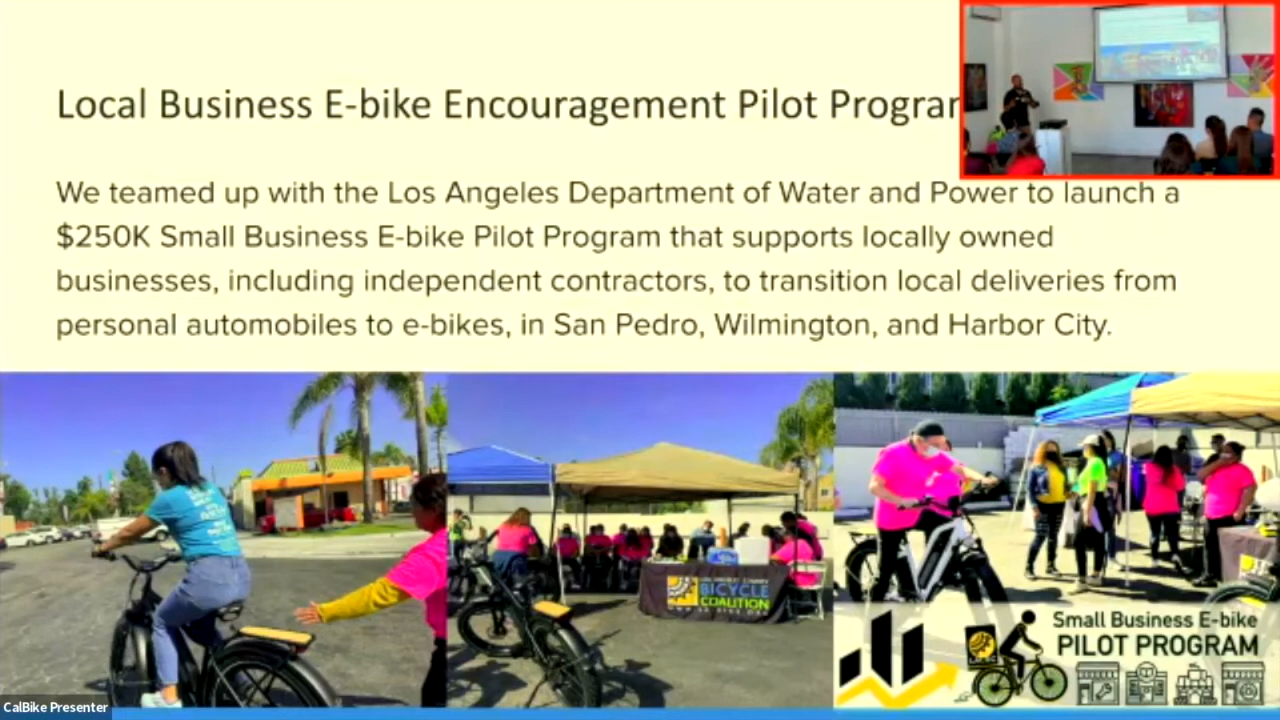 Local Business E-bike Encouragement Pilot Program
We teamed up with the Los Angeles Department of Water and Power to launch a
$250K Small Business E-bike Pilot Program that supports locally owned
businesses, including independent contractors, to transition local deliveries from
personal automobiles to e-bikes, in San Pedro, Wilmington, and Harbor City.
LOS ANGELES COUNTY
BICYCLE
COALITION
Small Business E-bike
PILOT PROGRAM
CalBike Presenter